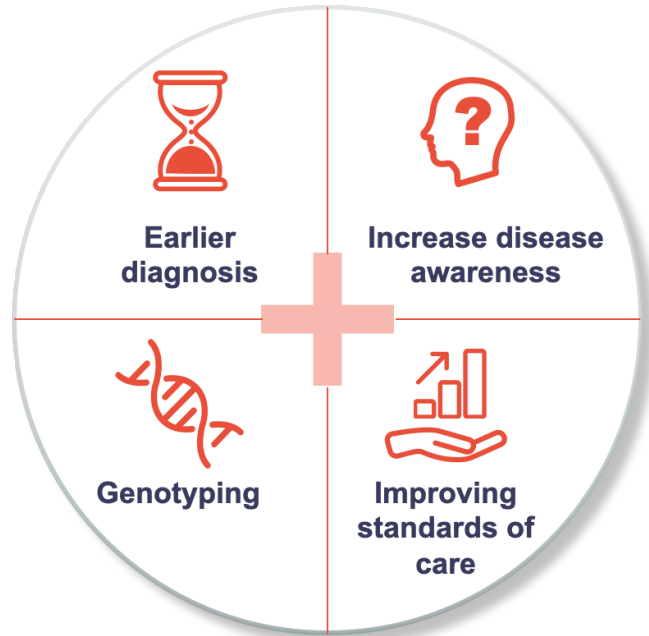 ?
Earlier
diagnosis
Increase disease
awareness
Genotyping
Improving
standards of
care